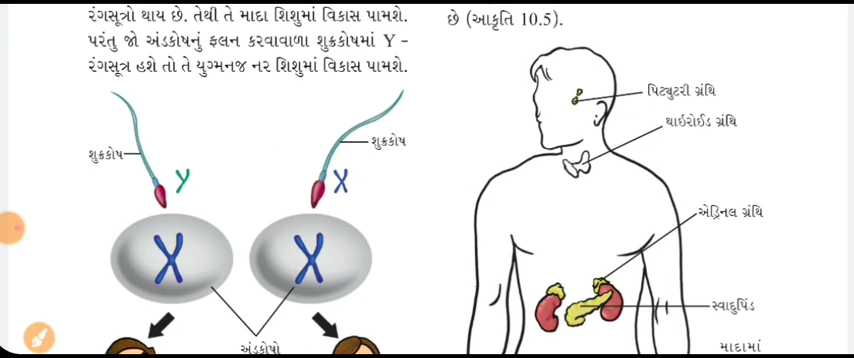 રંગસૂત્રો થાય છે. તેથી તે માદા શિશુમાં વિકાસ પામશે.
પરંતુ જો અંડકોષનું ફલન કરવાવાળા શુક્રકોષમાં Y -
રંગસૂત્ર હશે તો તે યુગ્મનજ નર શિશુમાં વિકાસ પામશે.
શુક્રકોષ
શુક્રકોષ
Y
X
X
X
અંડકોષો
છે (આકૃતિ 10.5).
પિટ્યુટરી ગ્રંથિ
થાઇરોઈડ ગ્રંથિ
એડ્રિનલ ગ્રંથિ
સ્વાદુપિંડ
માદામાં